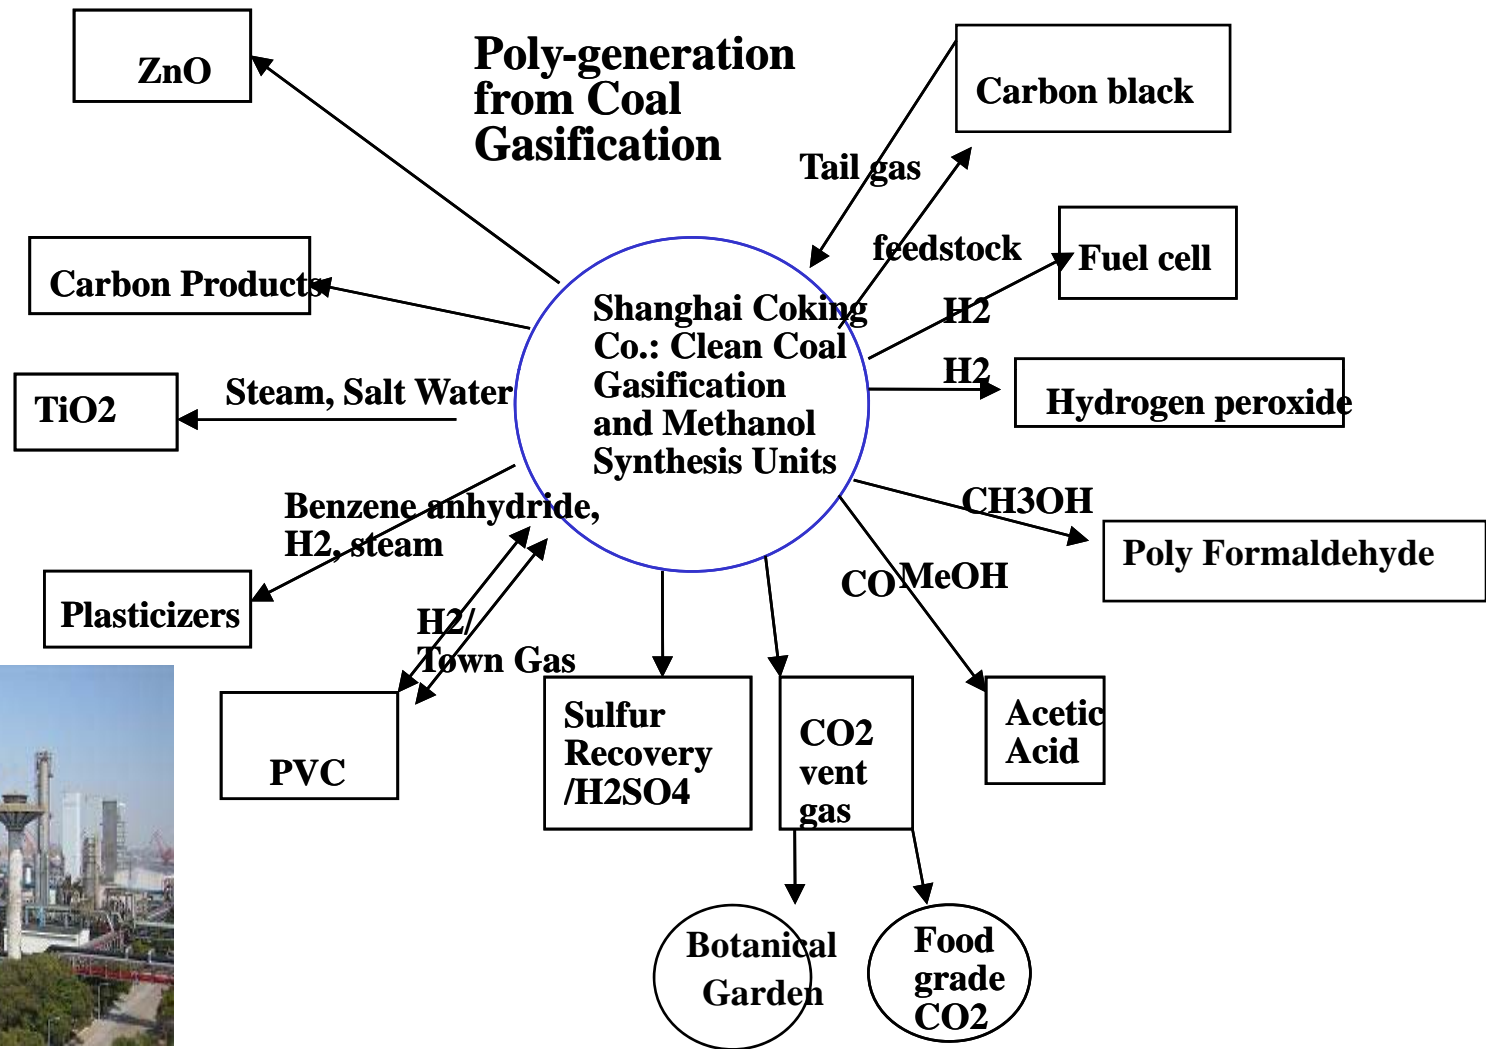 Poly-generation
from Coal
Gasification
ZnO
Carbon black
Tail gas
feedstock
Fuel cell
Carbon Products
H2
Shanghai Coking
Co.: Clean Coal
Gasification
and Methanol
Synthesis Units
H2
Hydrogen peroxide
TiO2
Steam, Salt Water
Benzene anhydride,
H2, steam
CH3OH
Poly Formaldehyde
CO
MeOH
Plasticizers
H2/
Town Gas
PVC
Sulfur
Recovery
/H2SO4
CO2
vent
gas
Acetic
Acid
Botanical
Garden
Food
grade
CO2